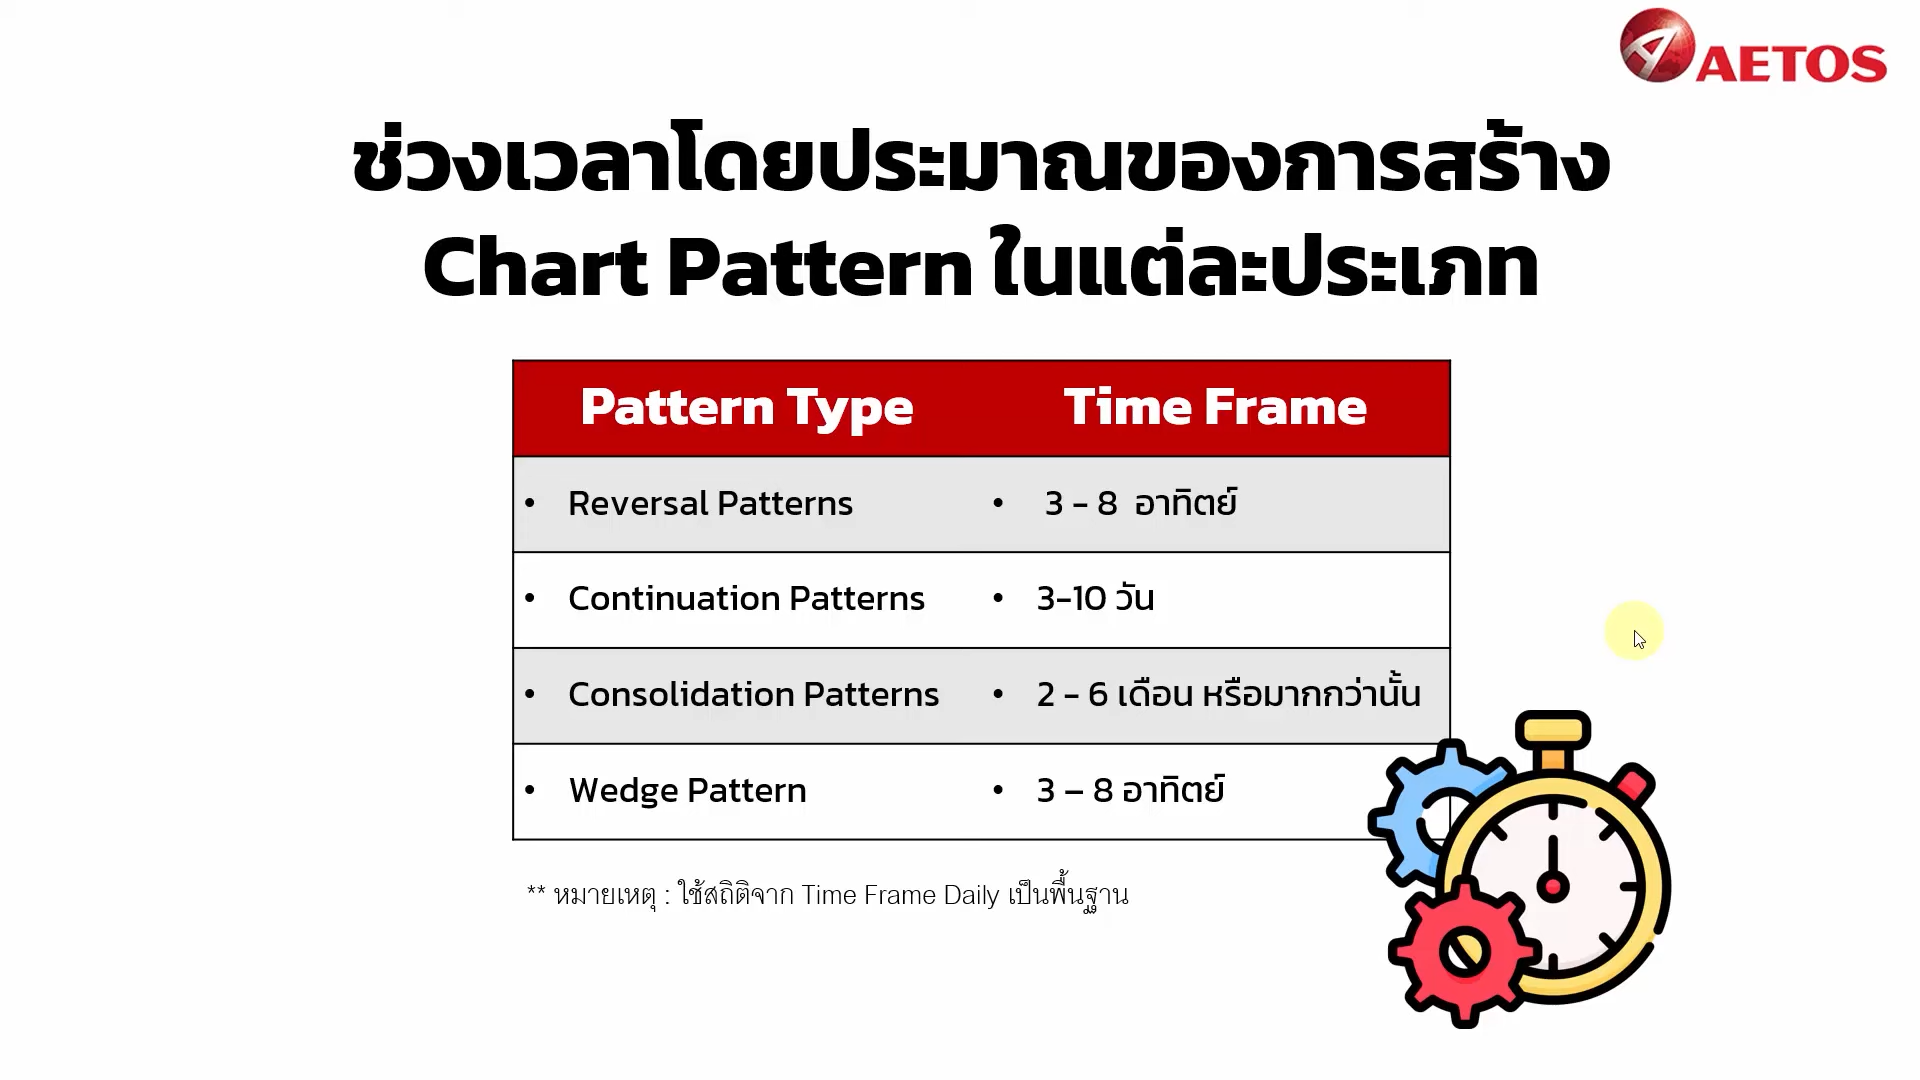 AETOS
ช่วงเวลาโดยประมาณของการสร้าง
Chart Pattern ในแต่ละประเภท
Pattern Type Time Frame
• Reversal Patterns • 3 - 8 อาทิตย์
• Continuation Patterns • 3-10 วัน
• Consolidation Patterns • 2 - 6 เดือน หรือมากกว่านั้น
• Wedge Pattern • 3 – 8 อาทิตย์
** หมายเหตุ : ใช้สถิติจาก Time Frame Daily เป็นพื้นฐาน